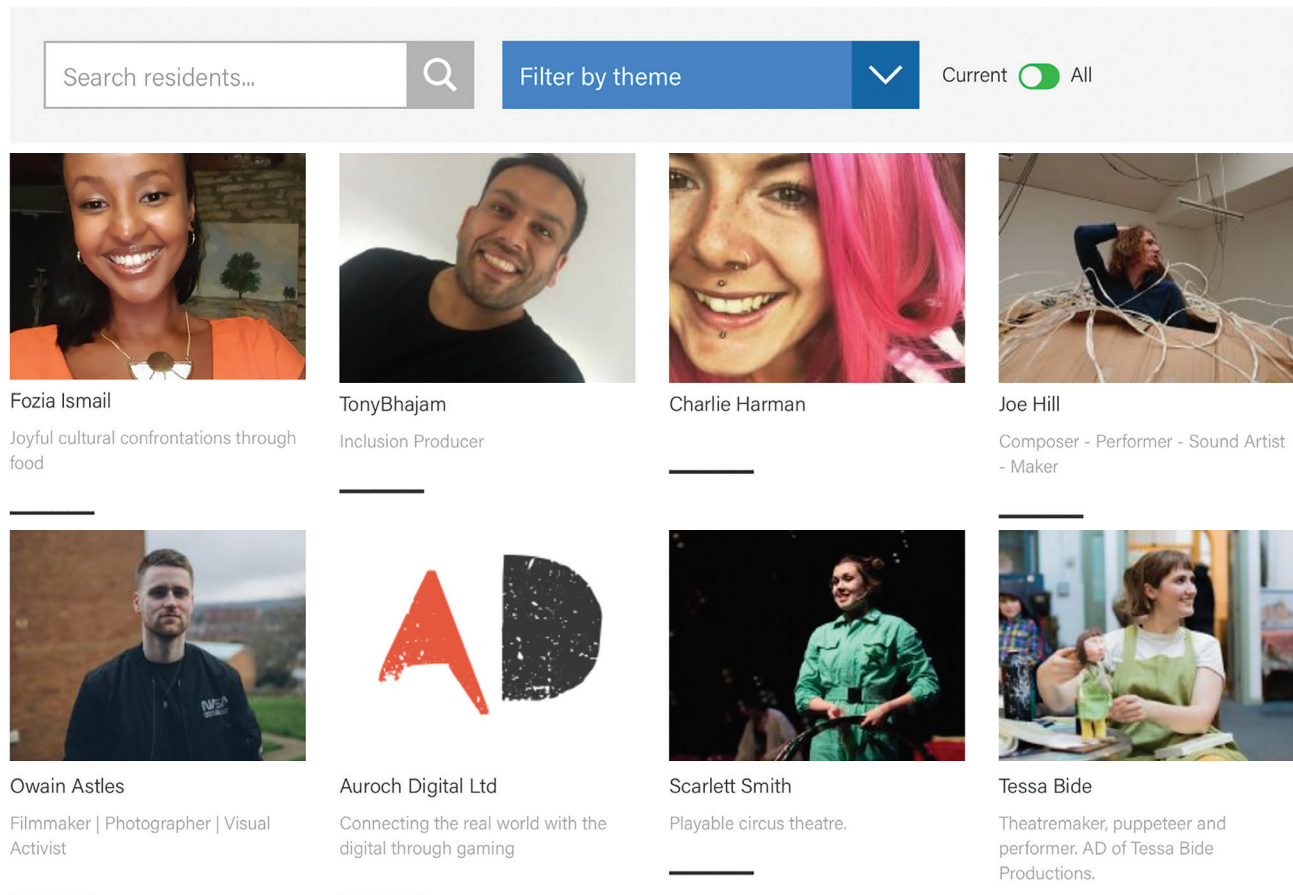 Search residents...
Filter by theme
Current All
Fozia Ismail
Joyful cultural confrontations through
food
TonyBhajam
Inclusion Producer
Charlie Harman
Joe Hill
Composer - Performer - Sound Artist
- Maker
NASA
AD
Owain Astles
Filmmaker | Photographer | Visual
Activist
Auroch Digital Ltd
Connecting the real world with the
digital through gaming
Scarlett Smith
Playable circus theatre.
Tessa Bide
Theatremaker, puppeteer and
performer. AD of Tessa Bide
Productions.